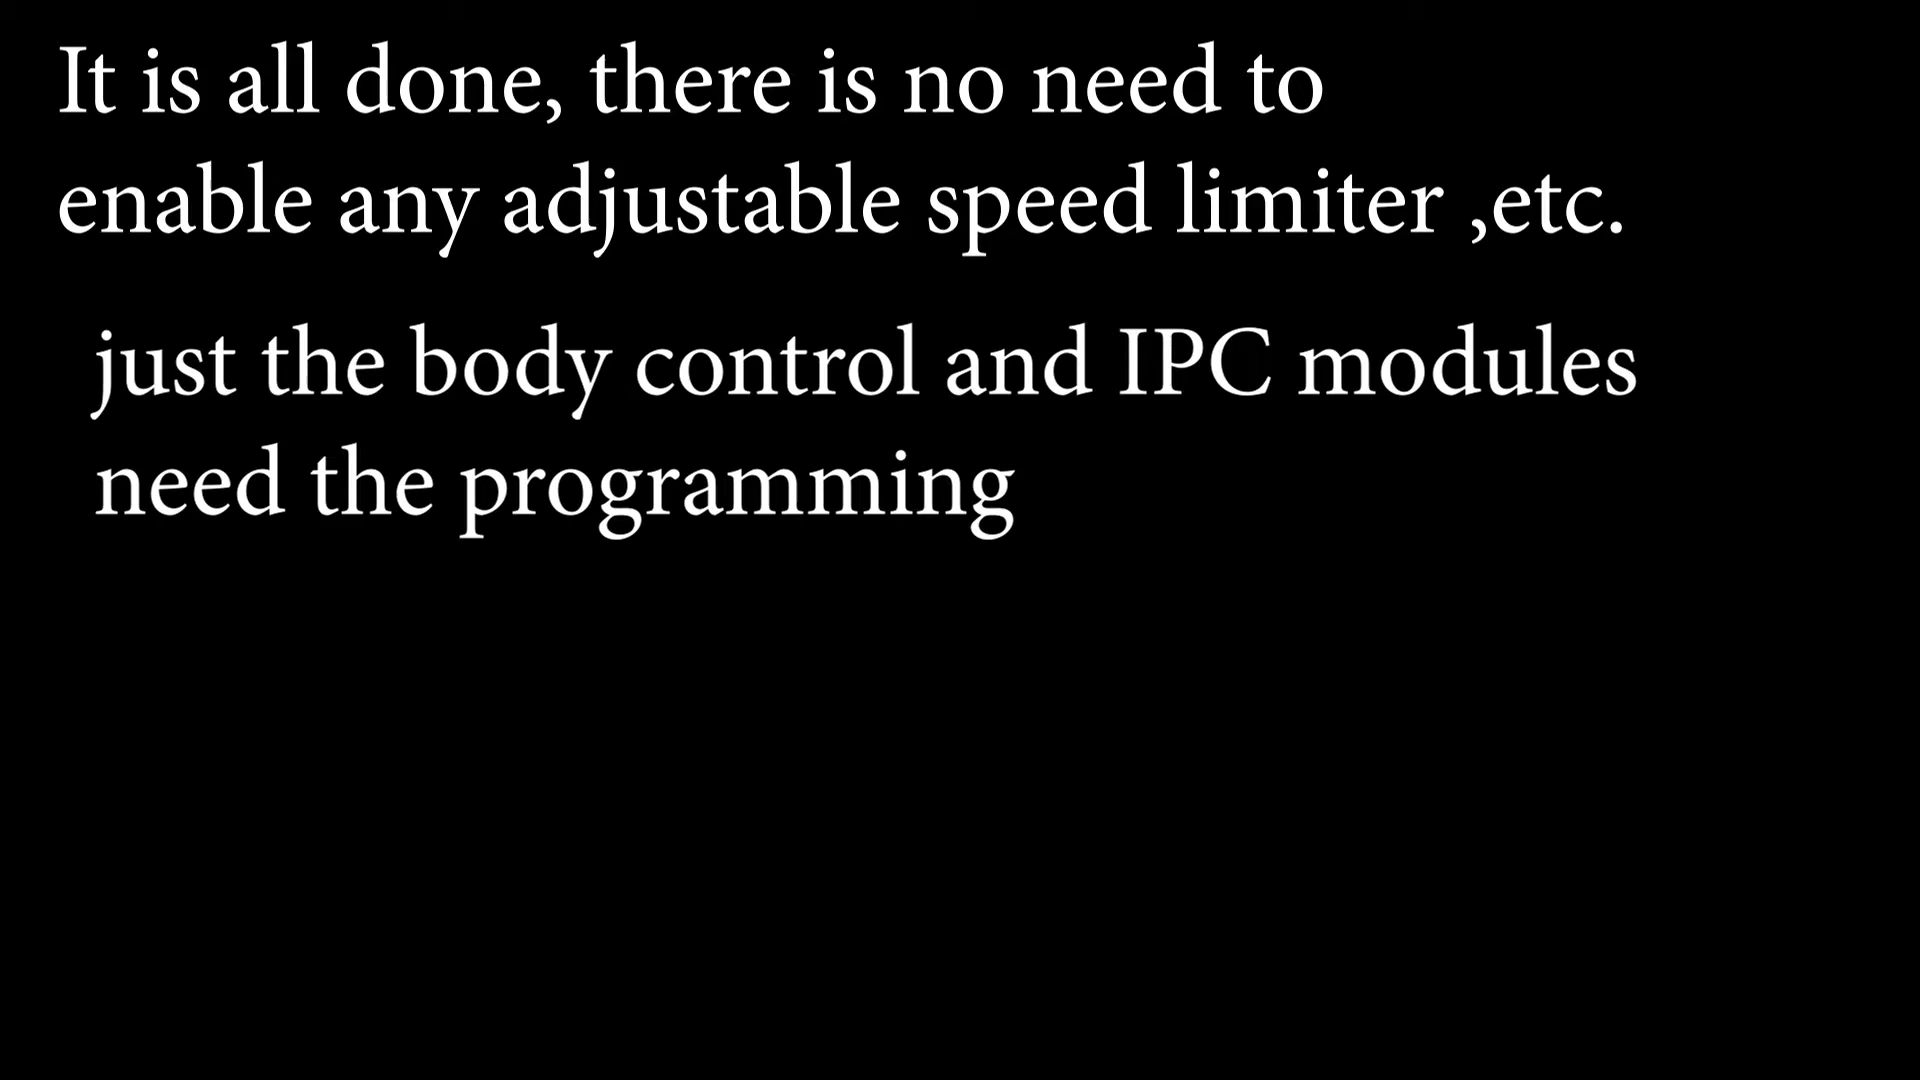 It is all done, there is no need to
enable any adjustable speed limiter ,etc.
just the body control and IPC modules
need the programming